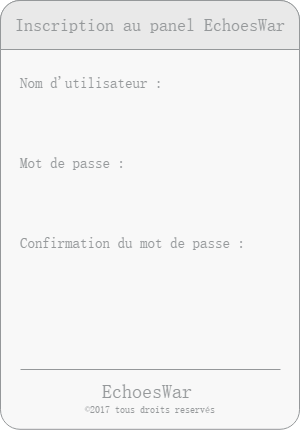 Inscription au panel EchoesWar
Nom d'utilisateur :
Mot de passe :
Confirmation du mot de passe :
EchoesWar
©2017 tous droits reservés